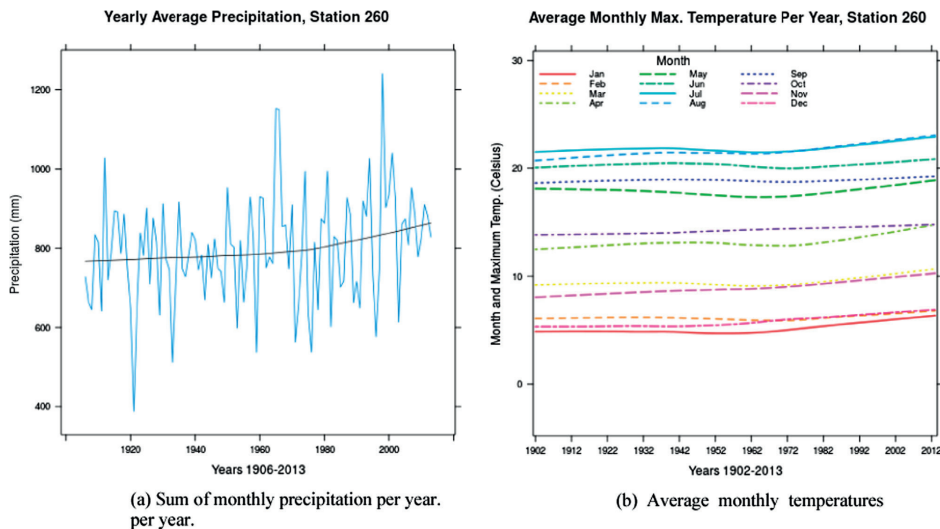 Yearly Average Precipitation, Station 260
Precipitation (mm)
1200
1000
800
600
400
1920 1940 1960 1980 2000
Years 1906-2013
(a) Sum of monthly precipitation per year.
per year.
Average Monthly Max. Temperature Per Year, Station 260
Month and Maximum Temp. (Celsius)
30
20
10
0
Month
Jan May Sep
Feb Jun Oct
Mar Jul Nov
Apr Aug Dec
1902 1912 1922 1932 1942 1952 1962 1972 1982 1992 2002 2012
Years 1902-2013
(b) Average monthly temperatures